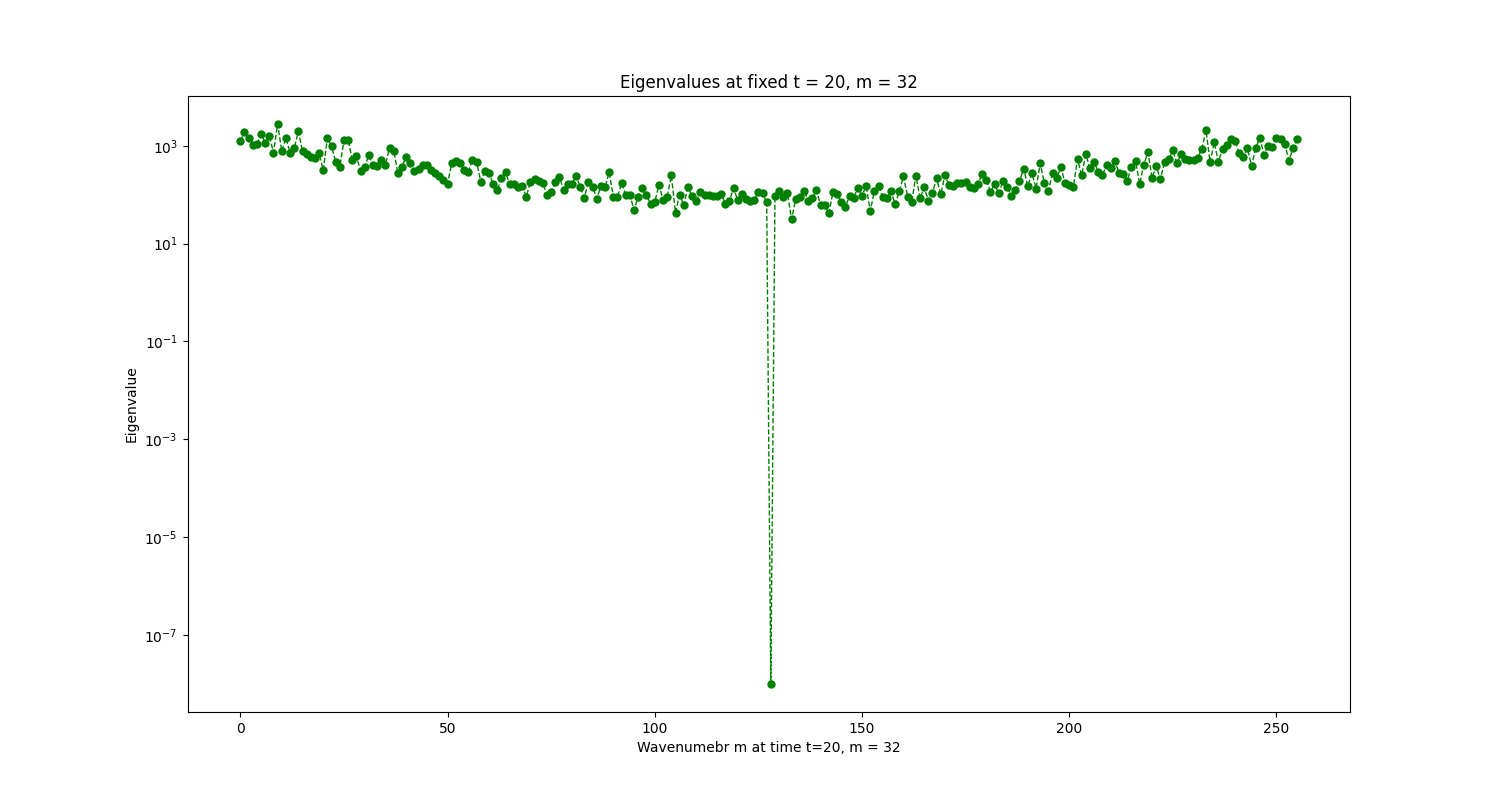 Eigenvalues at fixed t = 20, m = 32
Eigenvalue
10³
10¹
10⁻¹
10⁻³
10⁻⁵
10⁻⁷
0 50 100 150 200 250
Wavenumebr m at time t=20, m = 32